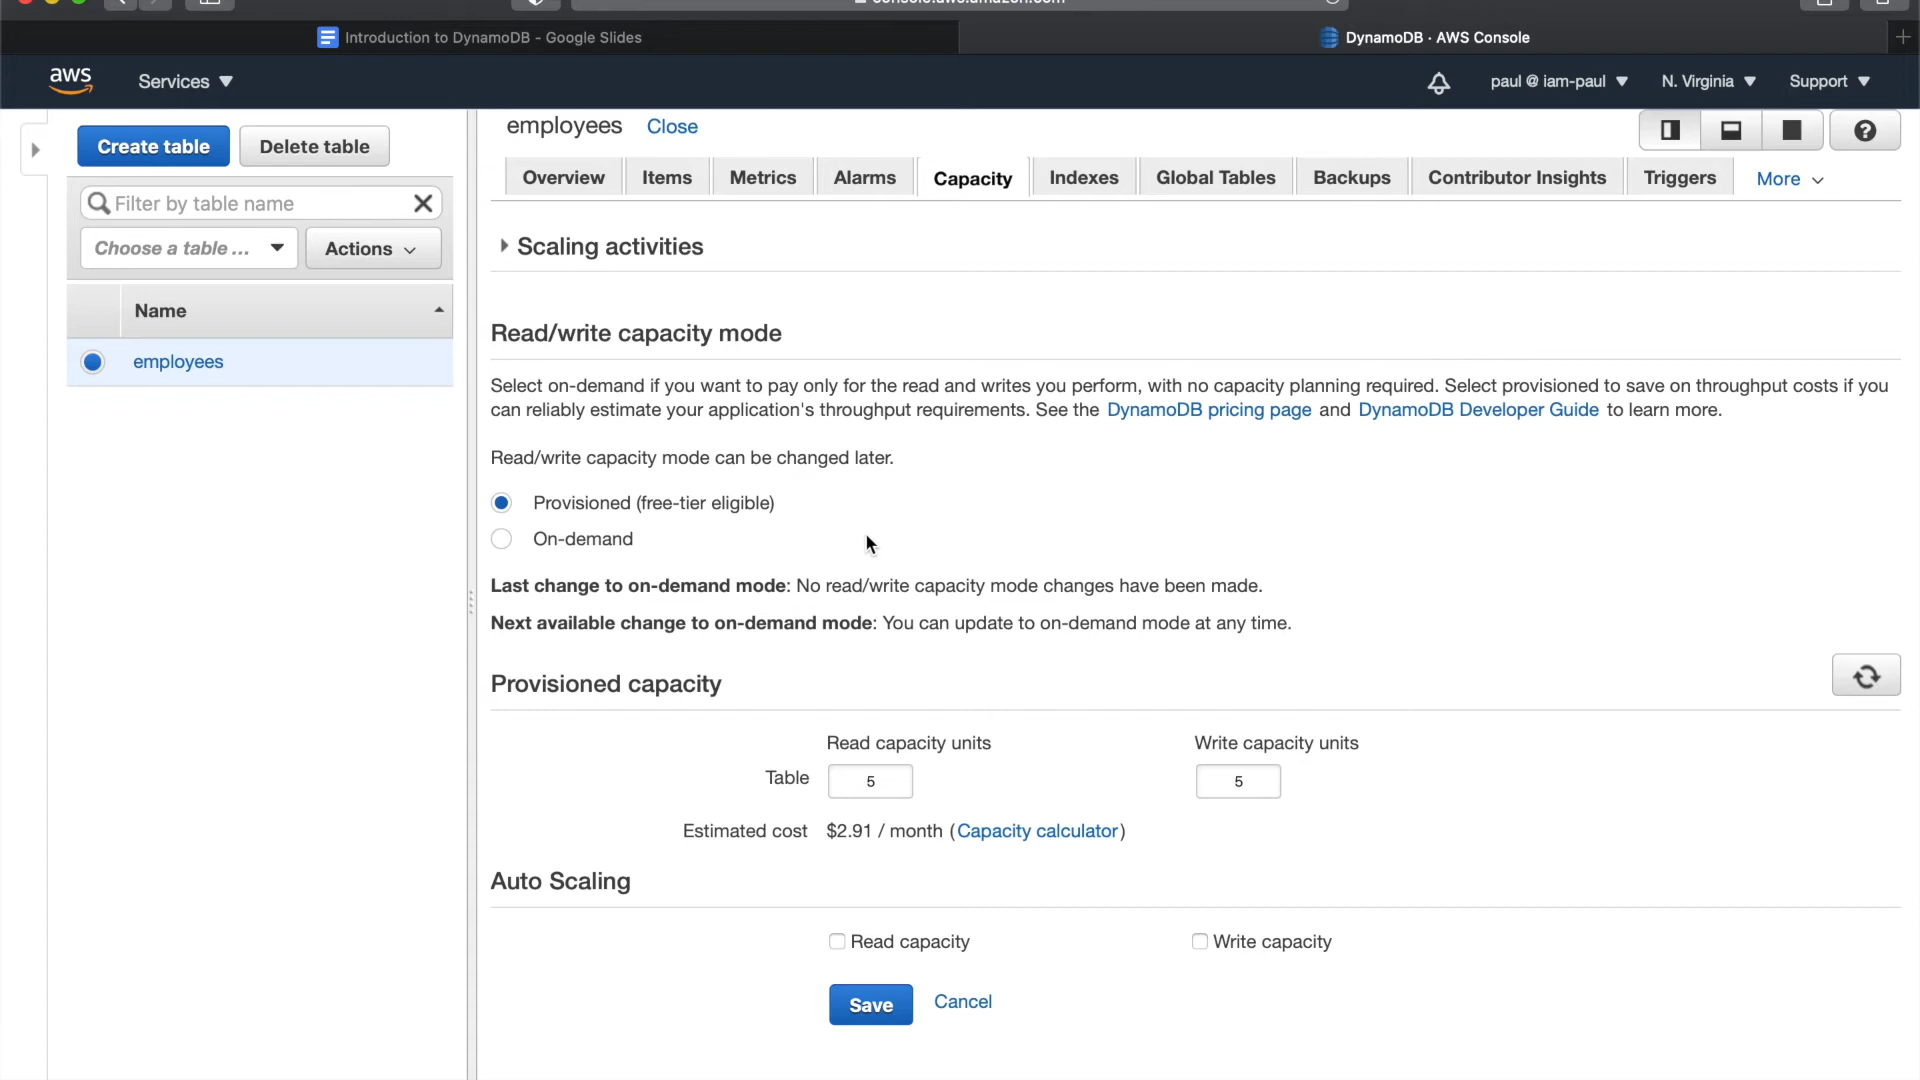 Introduction to DynamoDB - Google Slides
DynamoDB · AWS Console
aws
Services
paul @ iam-paul
N. Virginia
Support
Create table
Delete table
employees
Close
Overview
Items
Metrics
Alarms
Capacity
Indexes
Global Tables
Backups
Contributor Insights
Triggers
More
Filter by table name
Choose a table ...
Actions
Name
employees
Scaling activities
Read/write capacity mode
Select on-demand if you want to pay only for the read and writes you perform, with no capacity planning required. Select provisioned to save on throughput costs if you
can reliably estimate your application's throughput requirements. See the DynamoDB pricing page and DynamoDB Developer Guide to learn more.
Read/write capacity mode can be changed later.
Provisioned (free-tier eligible)
On-demand
Last change to on-demand mode: No read/write capacity mode changes have been made.
Next available change to on-demand mode: You can update to on-demand mode at any time.
Provisioned capacity
Read capacity units
Write capacity units
Table
5
5
Estimated cost $2.91 / month (Capacity calculator)
Auto Scaling
Read capacity
Write capacity
Save
Cancel